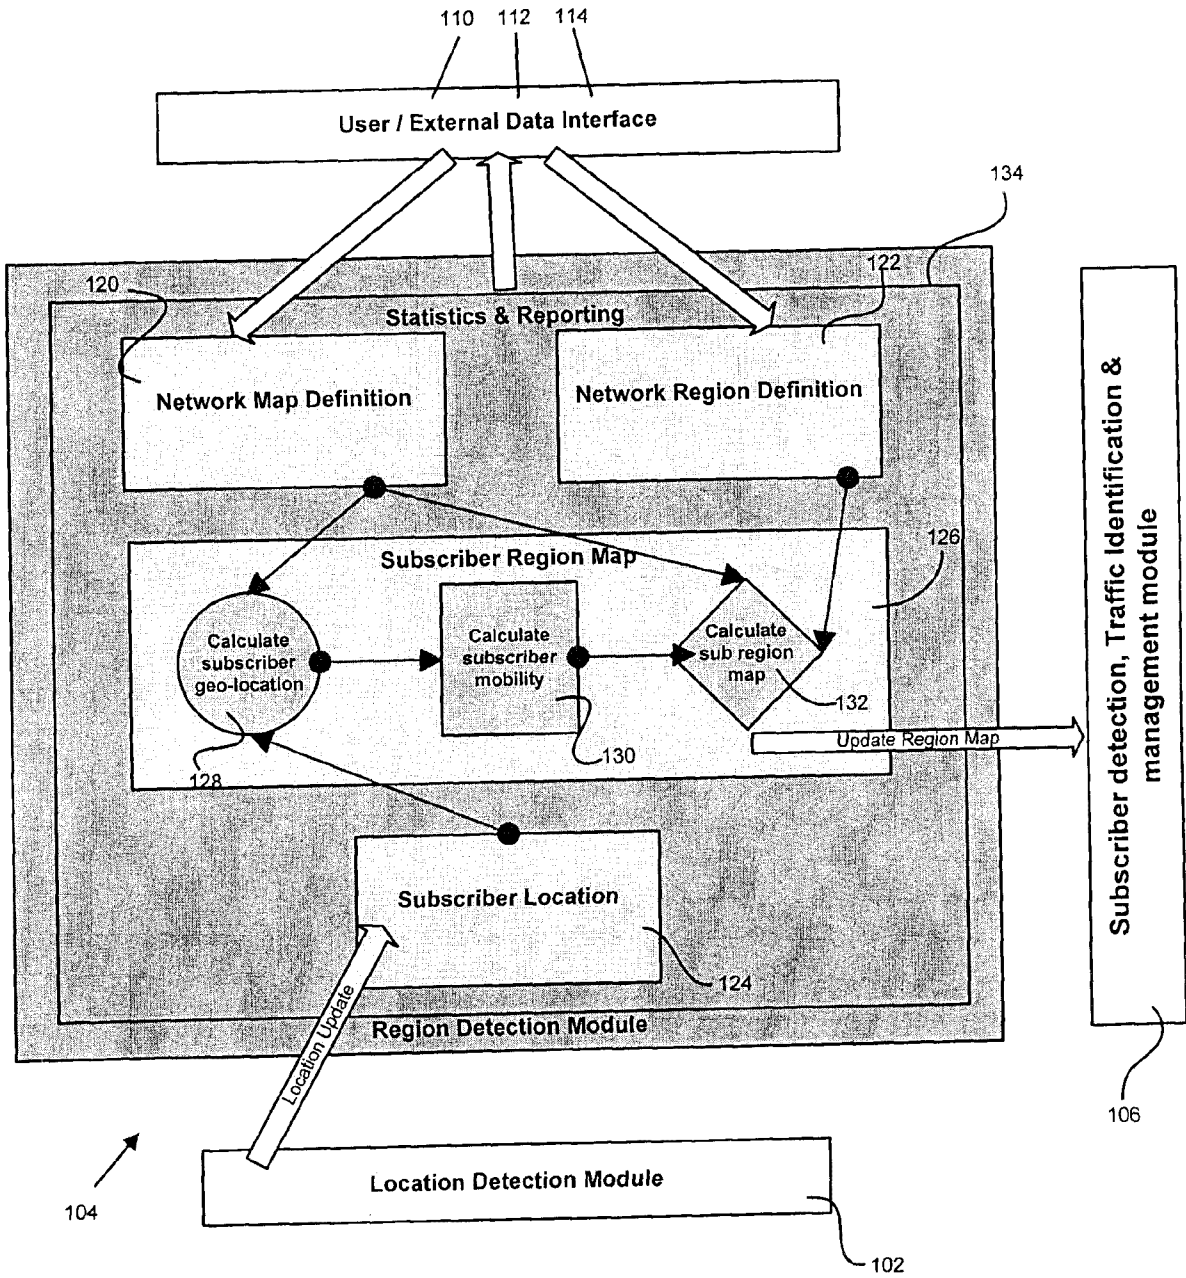 110 112 114
User / External Data Interface
134
120
122
Statistics & Reporting
Network Map Definition
Network Region Definition
126
Subscriber Region Map
Calculate
subscriber
geo-location
Calculate
subscriber
mobility
Calculate
sub region
map
132
128
130
Update Region Map
Subscriber detection, Traffic Identification &
management module
Subscriber Location
124
Location Update
Region Detection Module
106
104
Location Detection Module
102